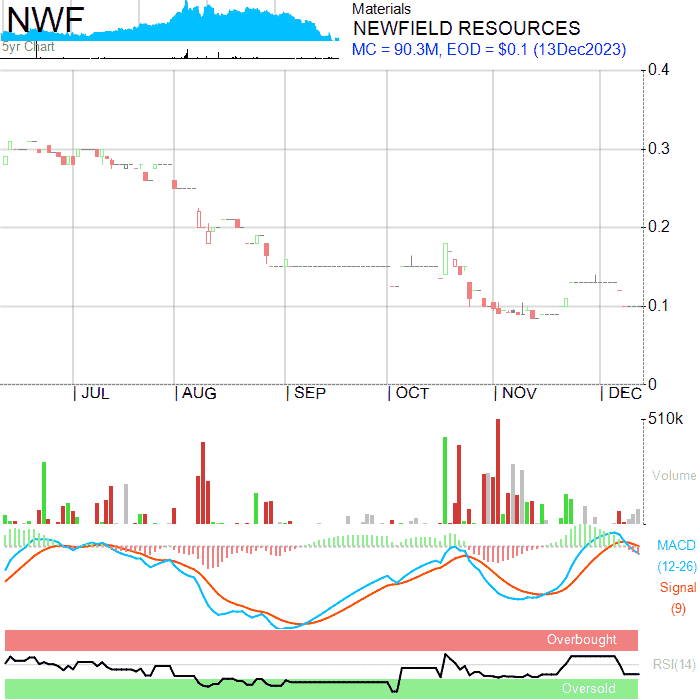 NWF
5yr Chart
Materials
NEWFIELD RESOURCES
MC = 90.3M, EOD = $0.1 (13Dec2023)
0.4
0.3
0.2
0.1
0
JUL
AUG
SEP
OCT
NOV
DEC
510k
Volume
MACD
(12-26)
Signal
(9)
Overbought
RSI(14)
Oversold